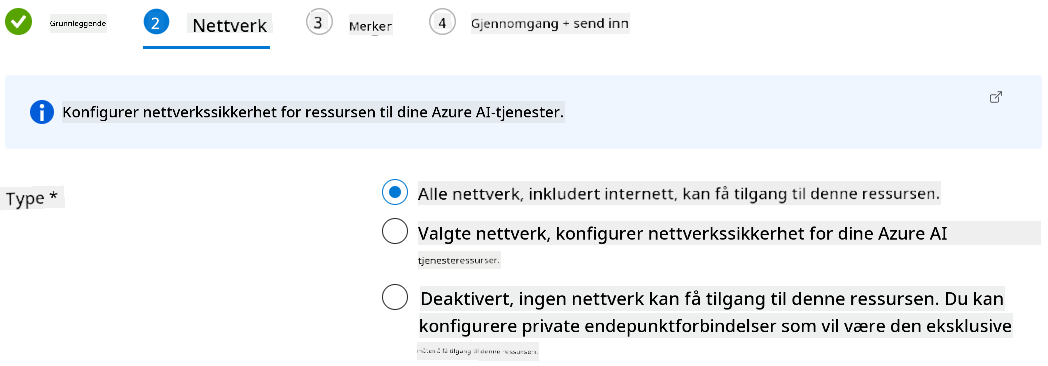 Grunnleggende
2 Nettverk
3 Merker
4 Gjennomgang + send inn
Konfigurer nettverkssikkerhet for ressursen til dine Azure AI-tjenester.
Type *
Alle nettverk, inkludert internett, kan få tilgang til denne ressursen.
Valgte nettverk, konfigurer nettverkssikkerhet for dine Azure AI
tjenesteressurser.
Deaktivert, ingen nettverk kan få tilgang til denne ressursen. Du kan
konfigurere private endepunktforbindelser som vil være den eksklusive
måten å få tilgang til denne ressursen.